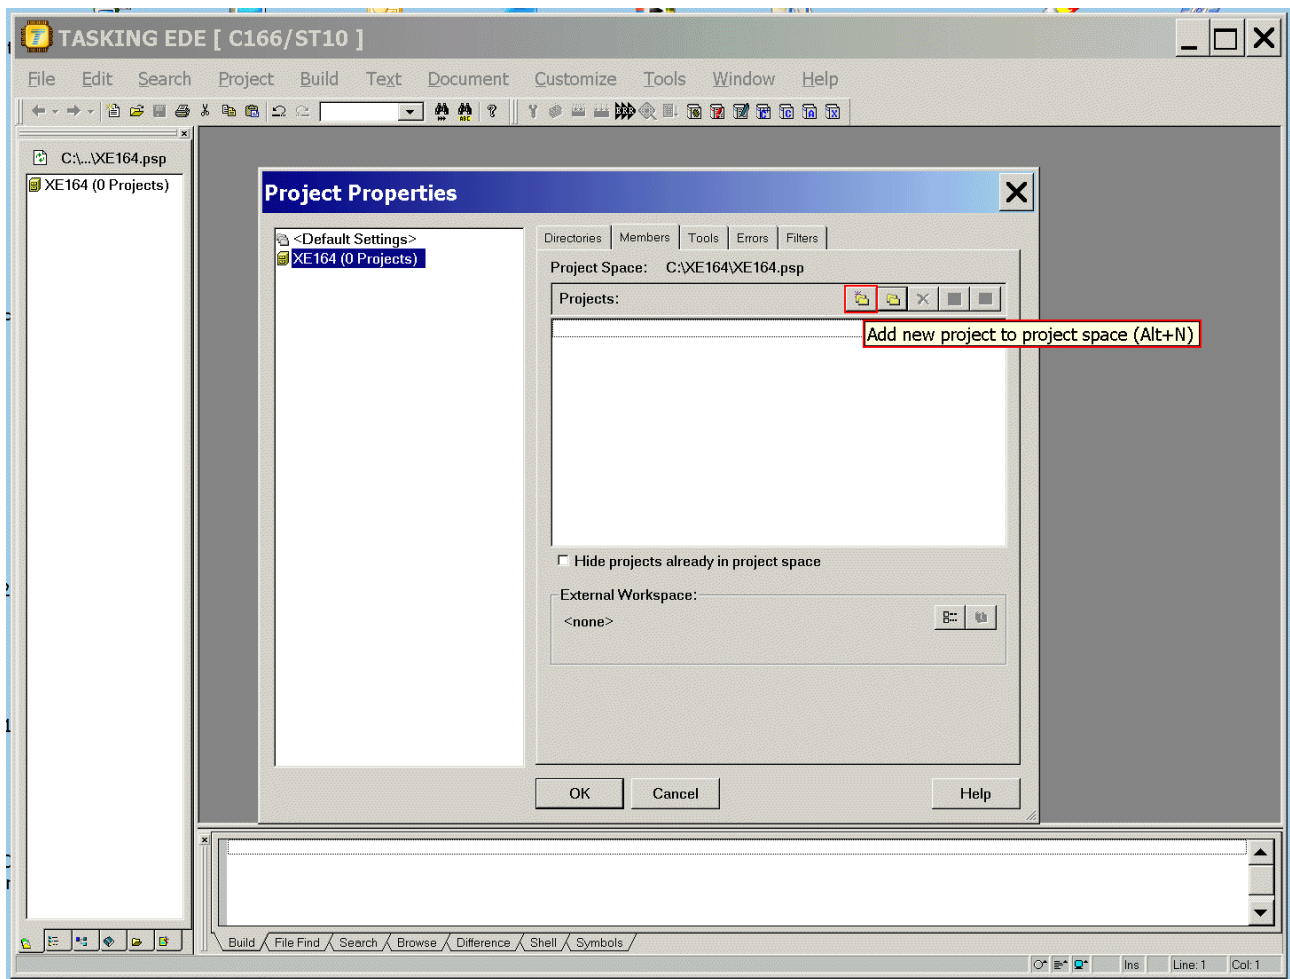 TASKING EDE [ C166/ST10 ]
File Edit Search Project Build Text Document Customize Tools Window Help
C:\...\XE164.psp
XE164 (0 Projects)
Project Properties
<Default Settings>
XE164 (0 Projects)
Directories Members Tools Errors Filters
Project Space: C:\XE164\XE164.psp
Projects:
Add new project to project space (Alt+N)
Hide projects already in project space
External Workspace:
<none>
OK Cancel Help
Build File Find Search Browse Difference Shell Symbols
Ins Line: 1 Col: 1